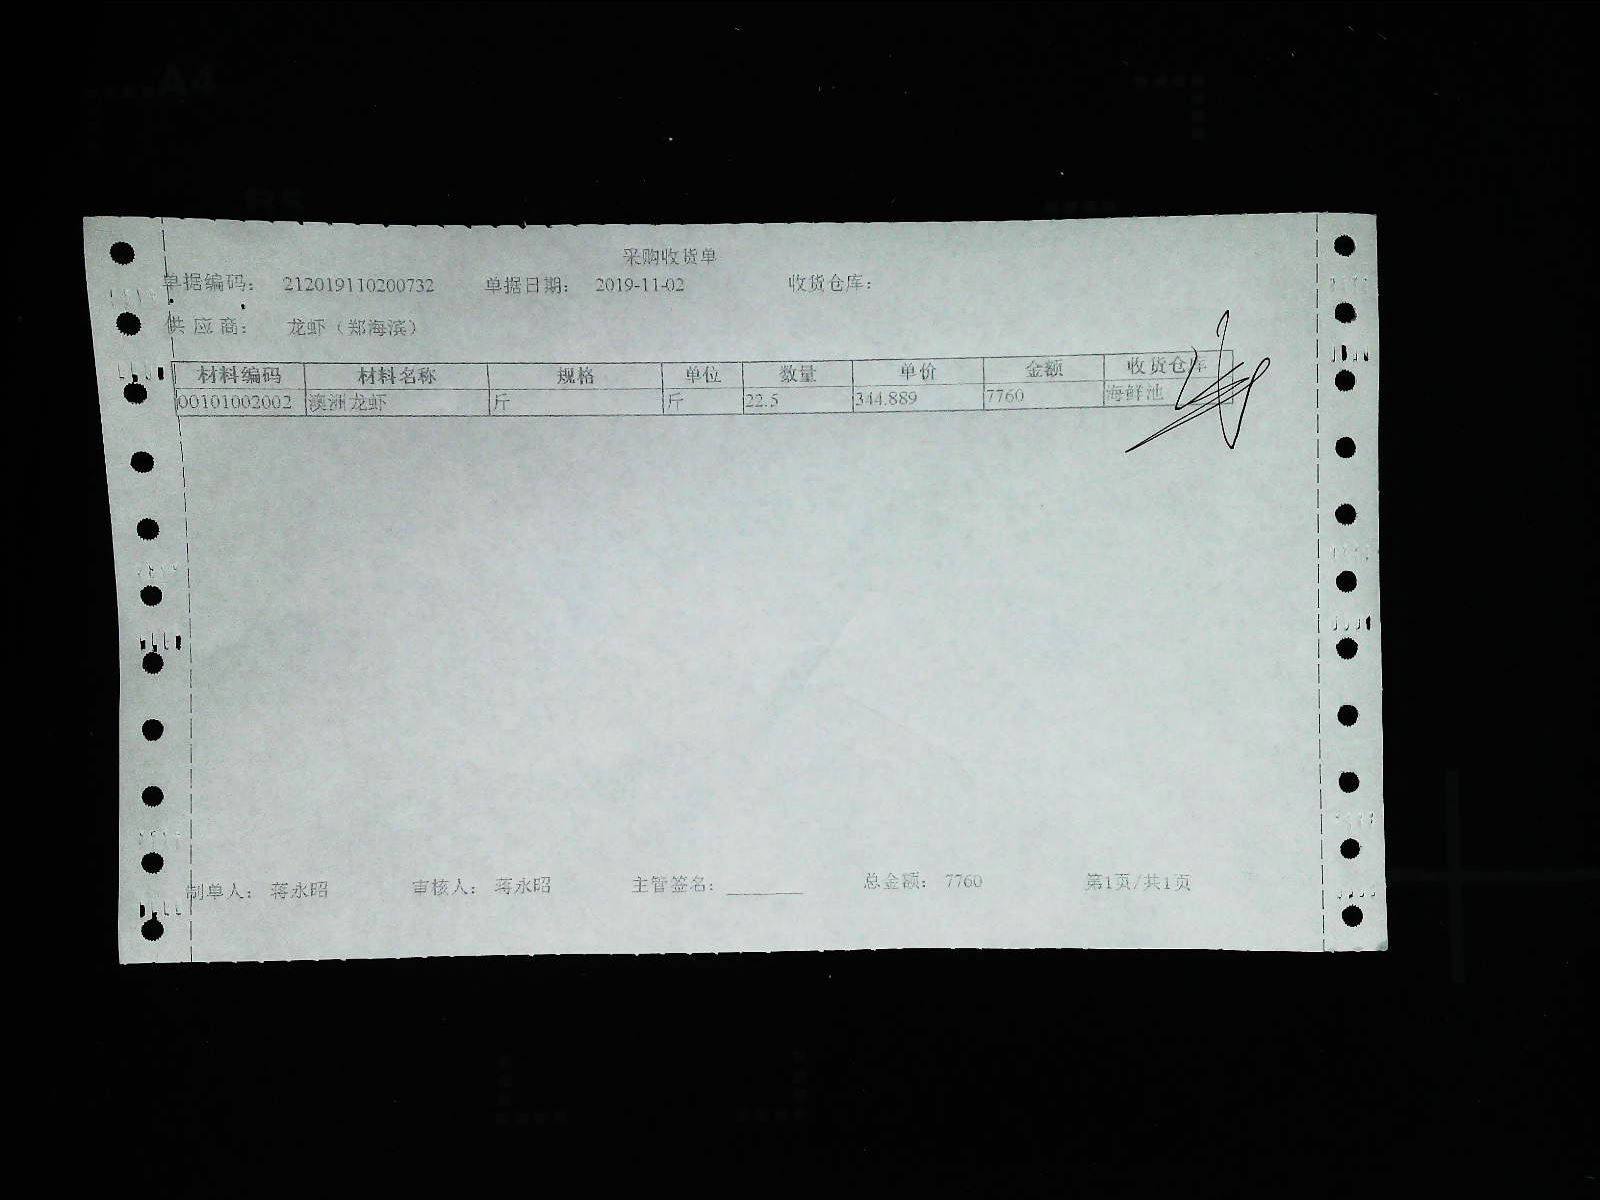 采购收货单
单据编码： 212019110200732 单据日期： 2019-11-02 收货仓库：
供应商： 龙虾（郑海滨）
材料编码 材料名称 规格 单位 数量 单价 金额 收货仓库
00101002002 澳洲龙虾 斤 斤 22.5 344.889 7760 海鲜池
制单人： 蒋永昭 审核人： 蒋永昭 主管签名： 总金额： 7760 第1页/共1页